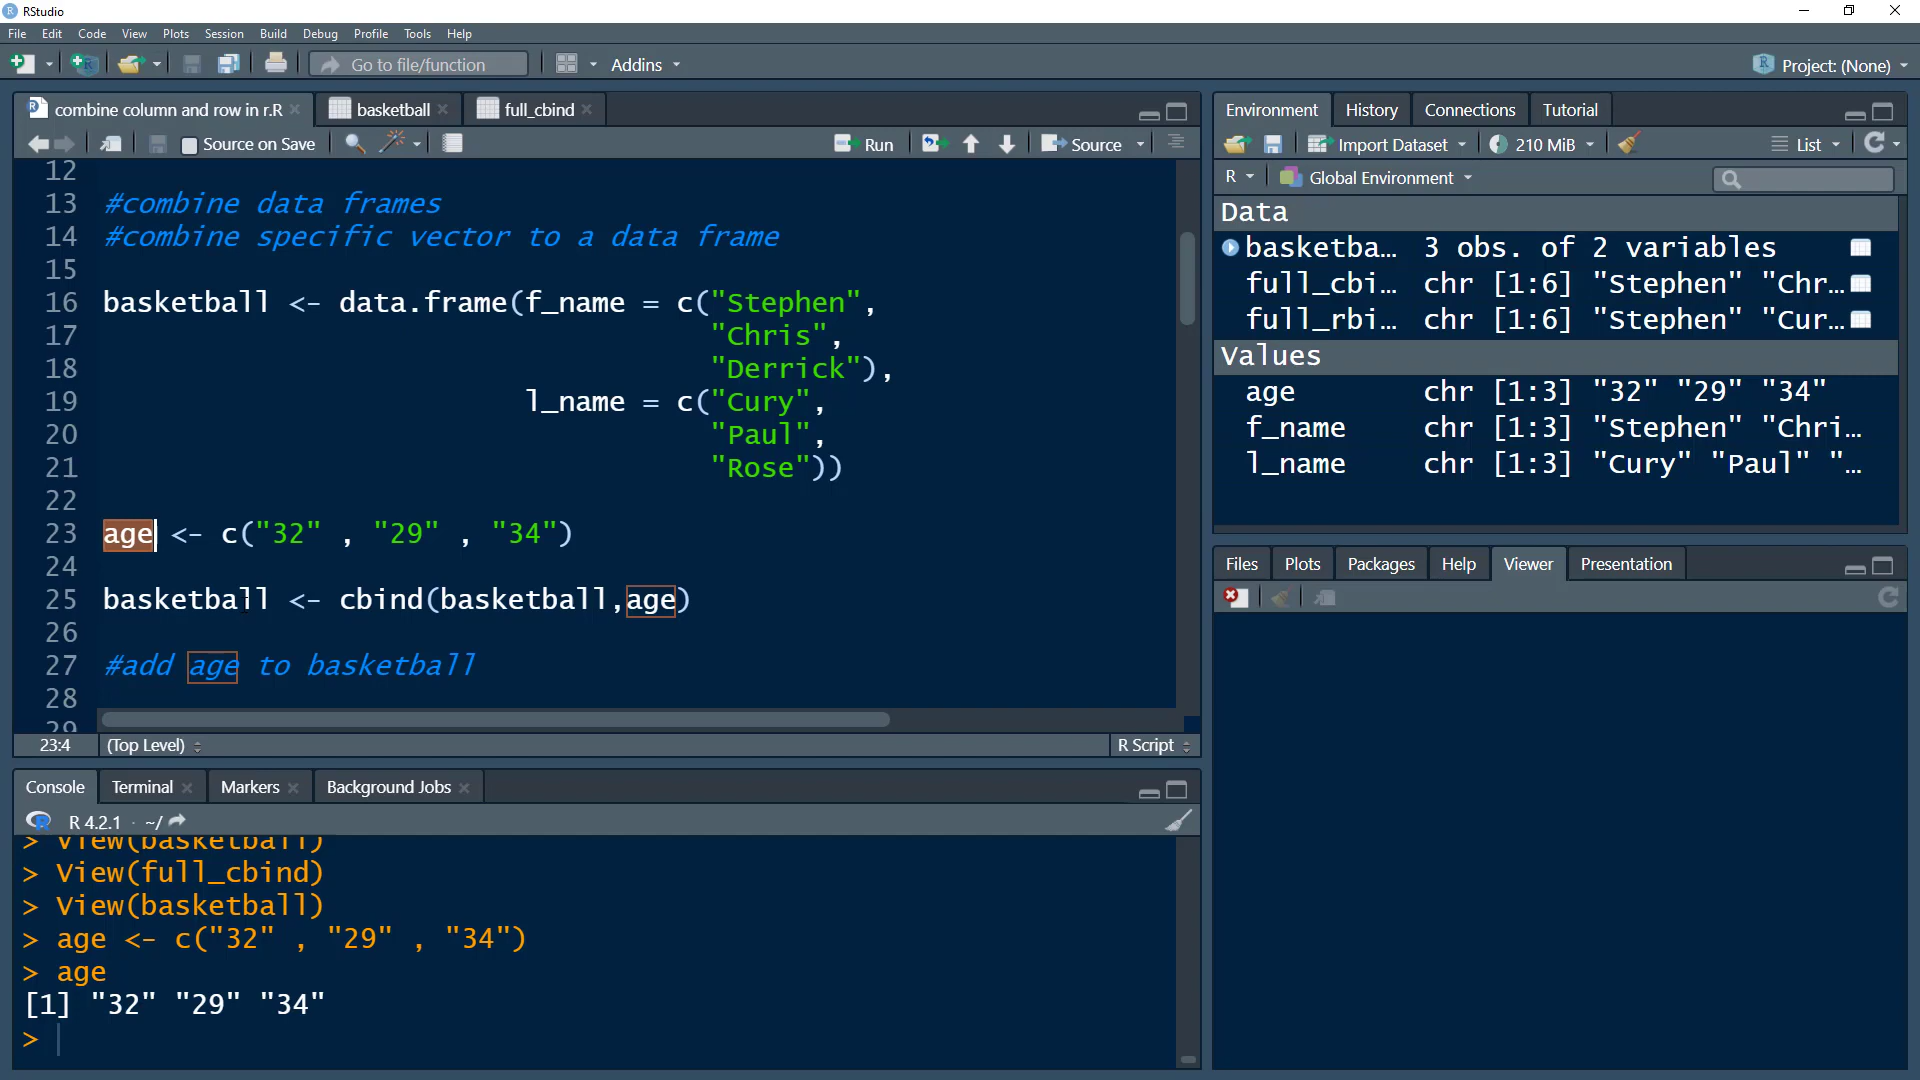 RStudio
File Edit Code View Plots Session Build Debug Profile Tools Help
Go to file/function Addins Project: (None)
combine column and row in r.R basketball full_cbind
Source on Save Run Source
12
13 #combine data frames
14 #combine specific vector to a data frame
15
16 basketball <- data.frame(f_name = c("Stephen",
17 "Chris",
18 "Derrick"),
19 l_name = c("Cury",
20 "Paul",
21 "Rose"))
22
23 age <- c("32" , "29" , "34")
24
25 basketball <- cbind(basketball,age)
26
27 #add age to basketball
28
29
23:4 (Top Level) R Script
Console Terminal Markers Background Jobs
R 4.2.1 · ~/
> View(basketball)
> View(full_cbind)
> View(basketball)
> age <- c("32" , "29" , "34")
> age
[1] "32" "29" "34"
>
Environment History Connections Tutorial
Import Dataset 210 MiB List
R Global Environment
Data
basketba… 3 obs. of 2 variables
full_cbi… chr [1:6] "Stephen" "Chr…
full_rbi… chr [1:6] "Stephen" "Cur…
Values
age chr [1:3] "32" "29" "34"
f_name chr [1:3] "Stephen" "Chri…
l_name chr [1:3] "Cury" "Paul" "…
Files Plots Packages Help Viewer Presentation